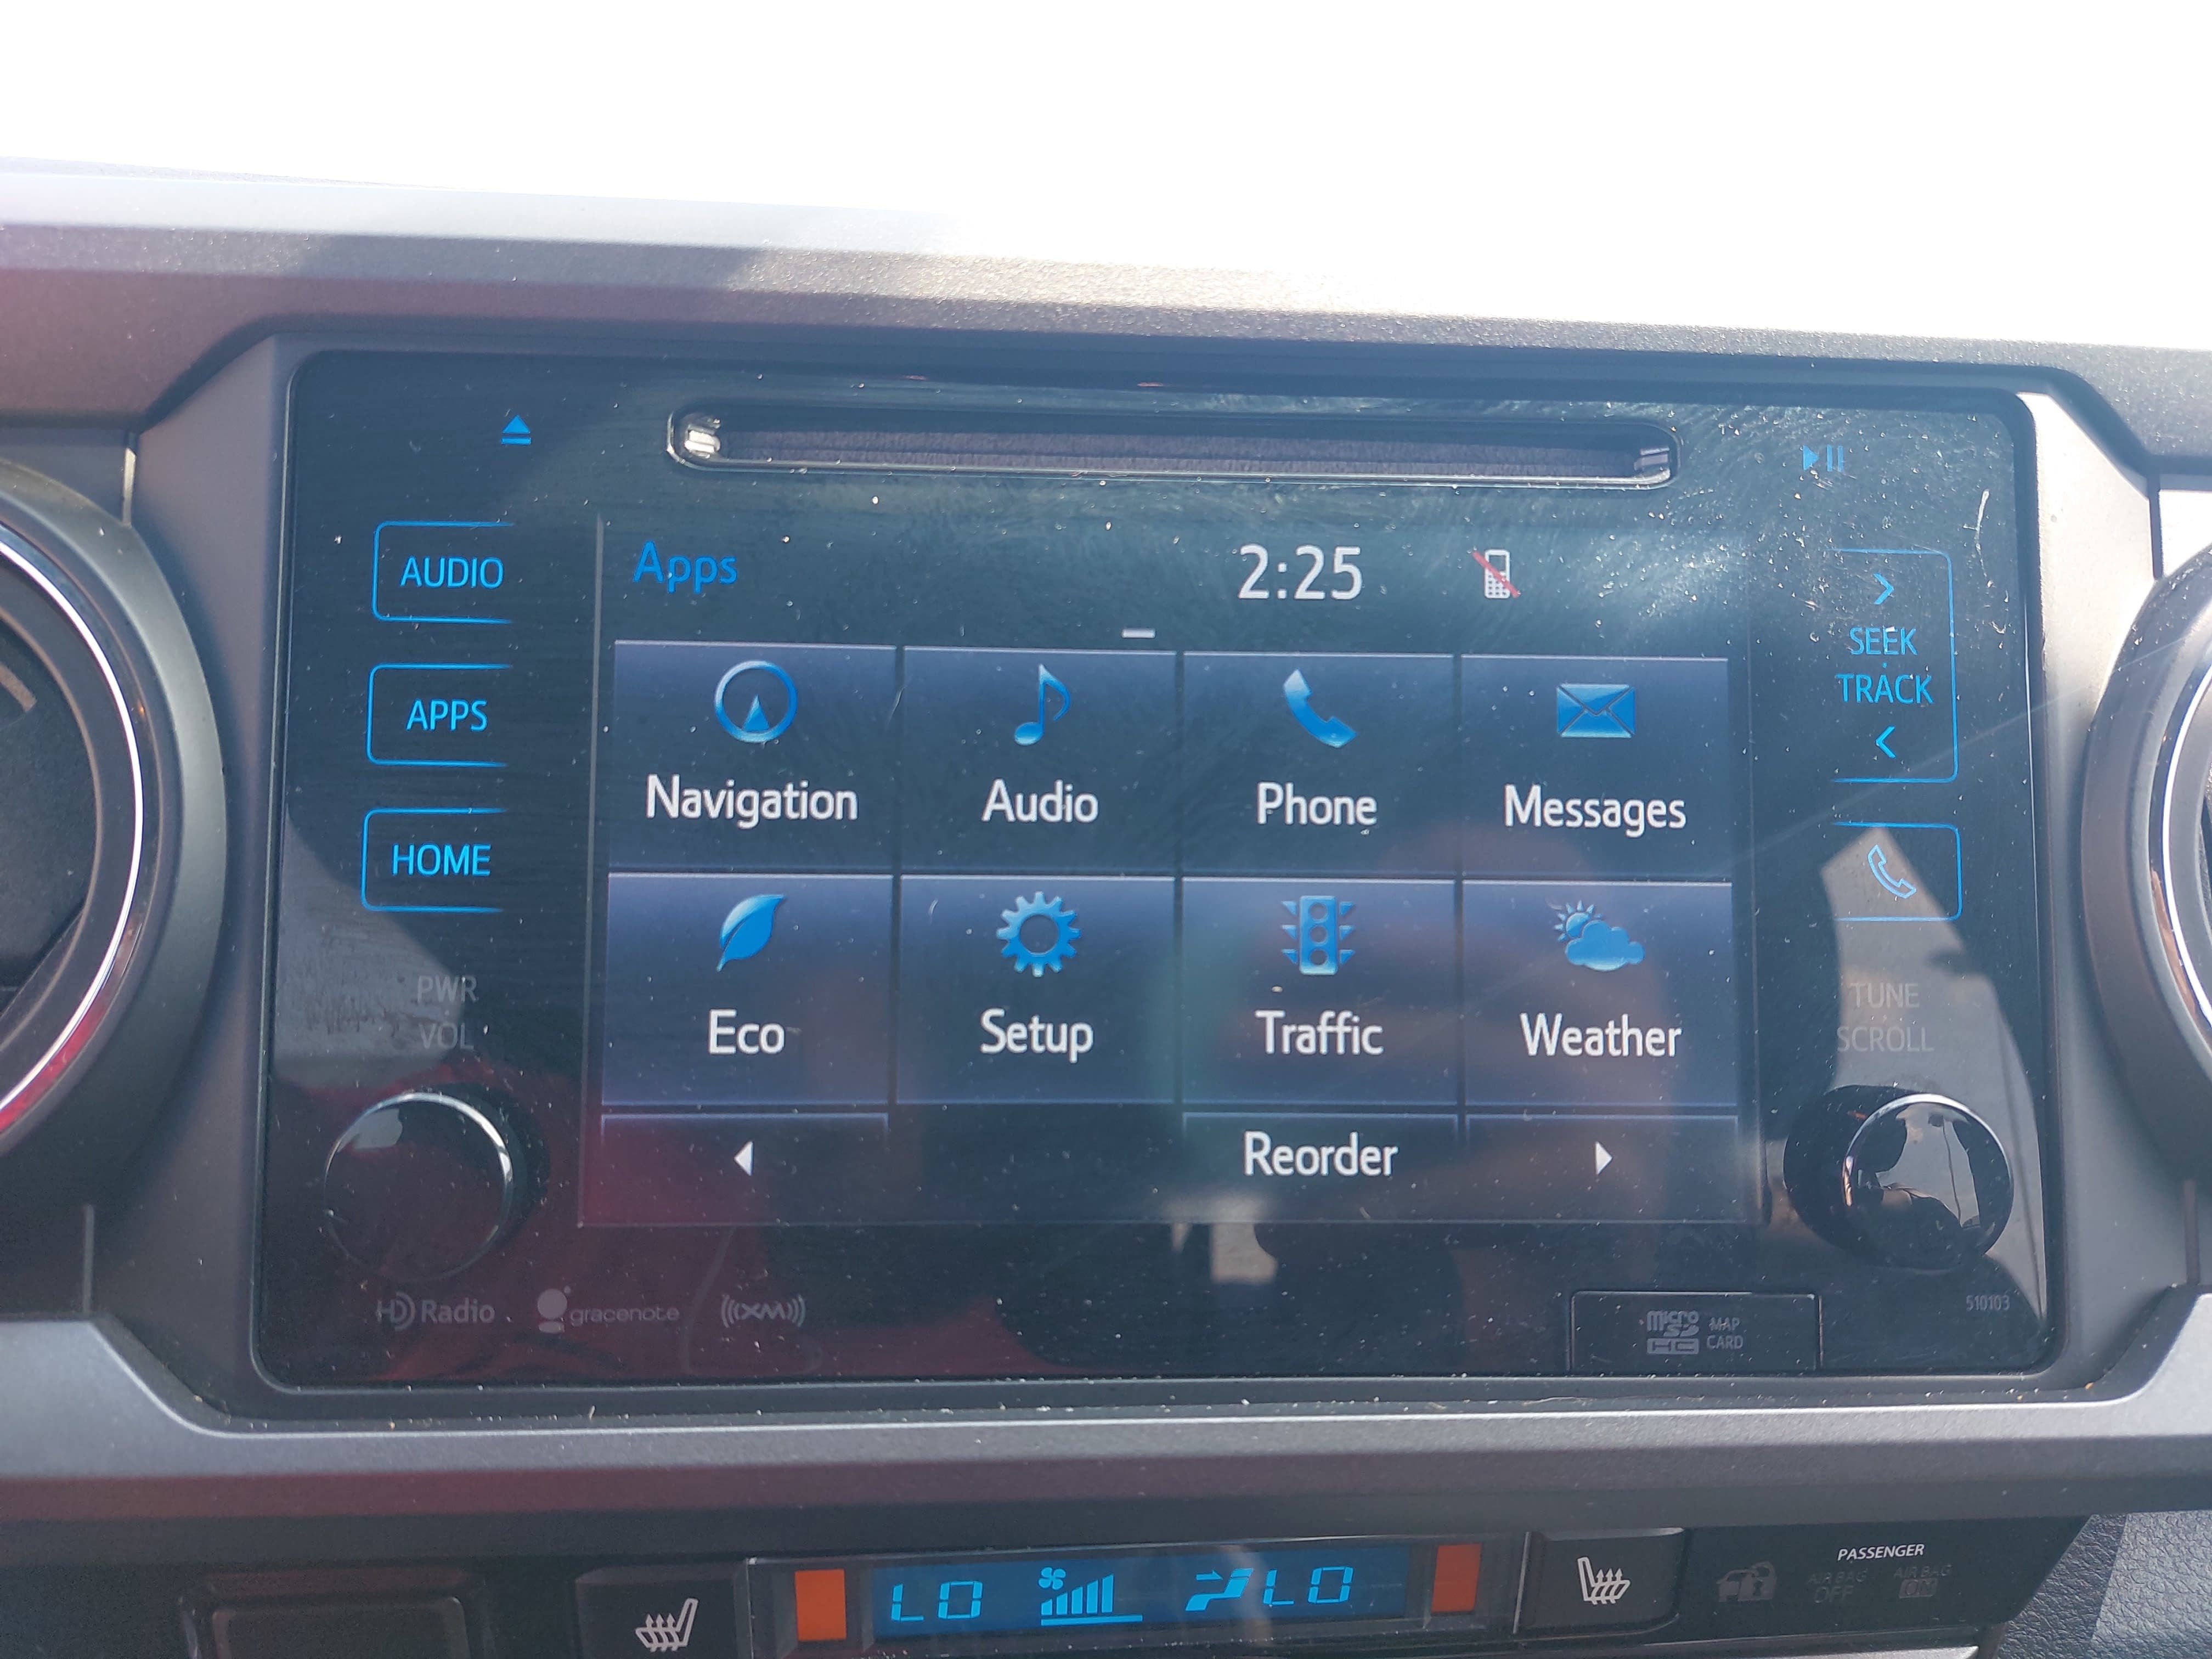 AUDIO
APPS
HOME
PWR
VOL
Apps
2:25
Navigation
Audio
Phone
Messages
Eco
Setup
Traffic
Weather
Reorder
SEEK
TRACK
TUNE
SCROLL
HD Radio
gracenote
((XM))
micro
SD
HC
MAP
CARD
510103
LO
LO
PASSENGER
AIR BAG
OFF
AIR BAG
ON